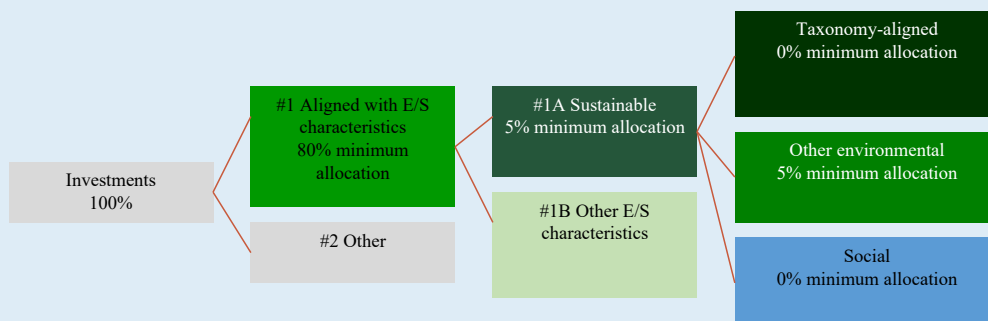 Investments
100%
#1 Aligned with E/S
characteristics
80% minimum
allocation
#2 Other
#1A Sustainable
5% minimum allocation
#1B Other E/S
characteristics
Taxonomy-aligned
0% minimum allocation
Other environmental
5% minimum allocation
Social
0% minimum allocation